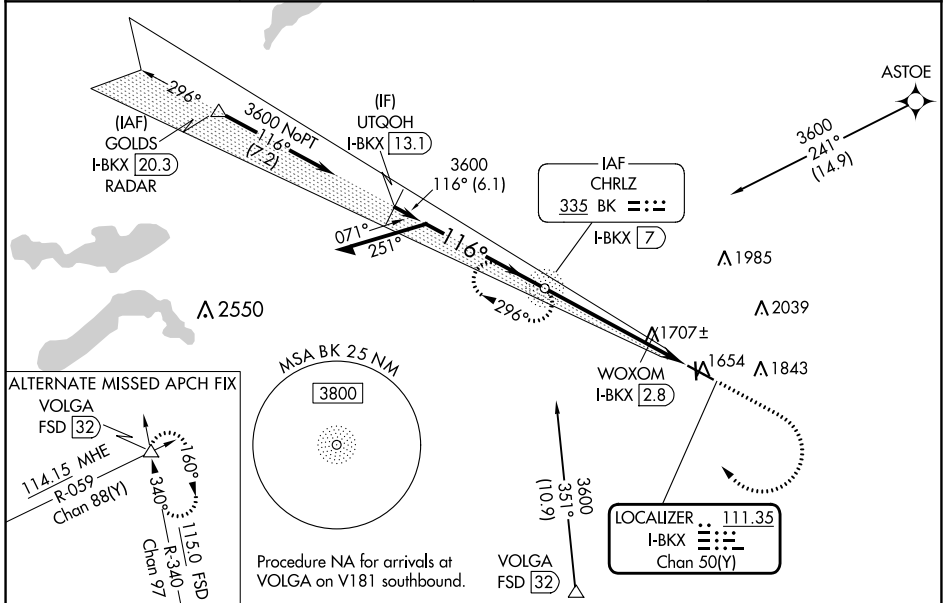 296°
(IAF)
GOLDS
I-BKX 20.3
RADAR
3600 NoPT
116°
(7.2)
(IF)
UTQOH
I-BKX 13.1
3600
116° (6.1)
071°
251°
116°
296°
IAF
CHRLZ
335 BK
I-BKX 7
ASTOE
3600
241°
(14.9)
1985
2039
2550
1707±
1654
1843
WOXOM
I-BKX 2.8
MSA BK 25 NM
3800
ALTERNATE MISSED APCH FIX
VOLGA
FSD 32
114.15 MHE
R-059
Chan 88(Y)
160°
340°
R-340
115.0 FSD
Chan 97
Procedure NA for arrivals at
VOLGA on V181 southbound.
3600
351°
(10.9)
VOLGA
FSD 32
LOCALIZER 111.35
I-BKX
Chan 50(Y)